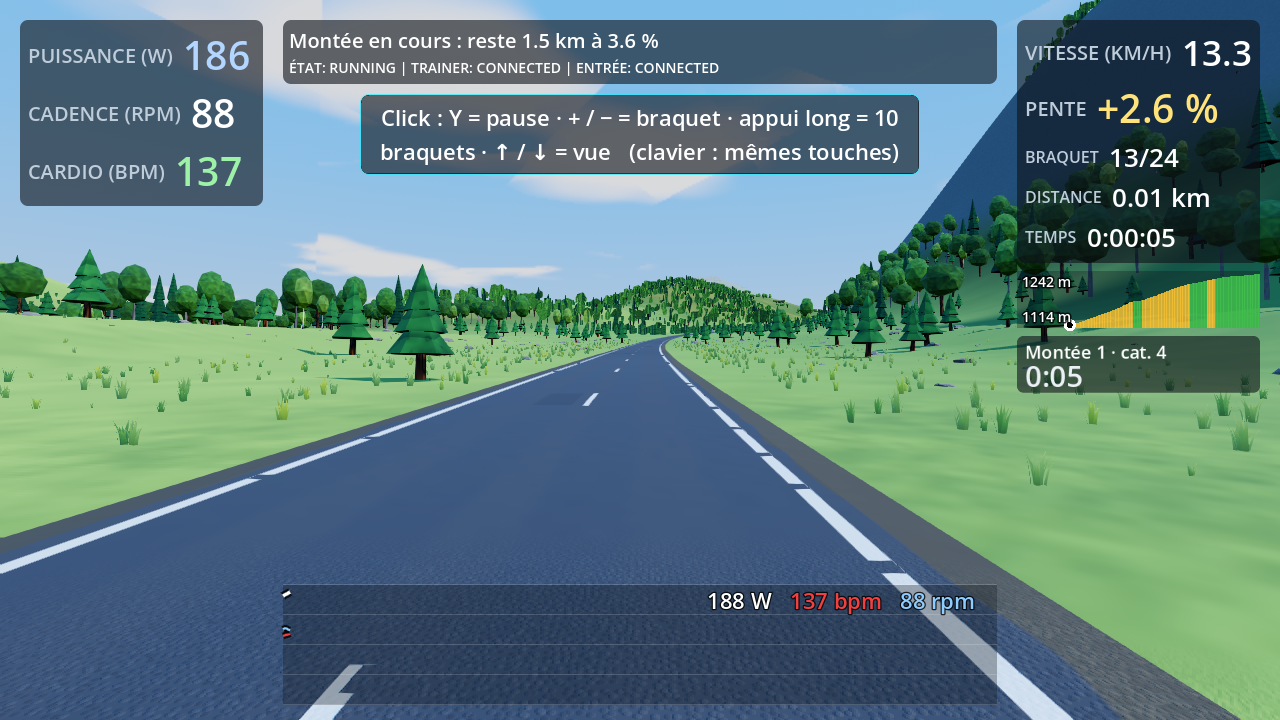 PUISSANCE (W) 186
CADENCE (RPM) 88
CARDIO (BPM) 137
Montée en cours : reste 1.5 km à 3.6 %
ÉTAT: RUNNING | TRAINER: CONNECTED | ENTRÉE: CONNECTED
Click : Y = pause · + / − = braquet · appui long = 10
braquets · ↑ / ↓ = vue (clavier : mêmes touches)
VITESSE (KM/H) 13.3
PENTE +2.6 %
BRAQUET 13/24
DISTANCE 0.01 km
TEMPS 0:00:05
1242 m
1114 m
Montée 1 · cat. 4
0:05
188 W 137 bpm 88 rpm